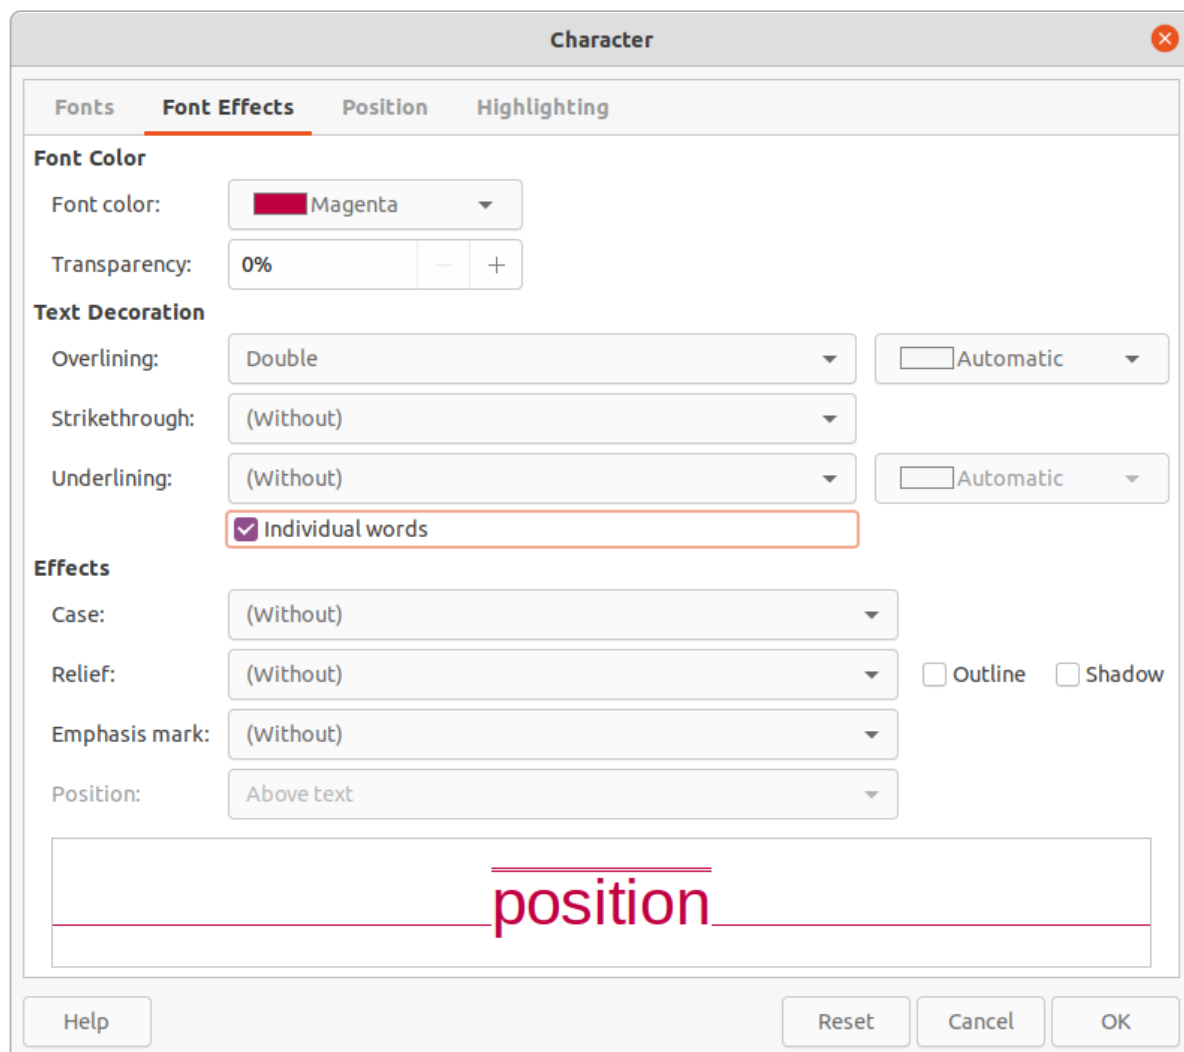 Character
Fonts Font Effects Position Highlighting
Font Color
Font color: Magenta
Transparency: 0%
Text Decoration
Overlining: Double Automatic
Strikethrough: (Without)
Underlining: (Without) Automatic
Individual words
Effects
Case: (Without)
Relief: (Without) Outline Shadow
Emphasis mark: (Without)
Position: Above text
position
Help Reset Cancel OK